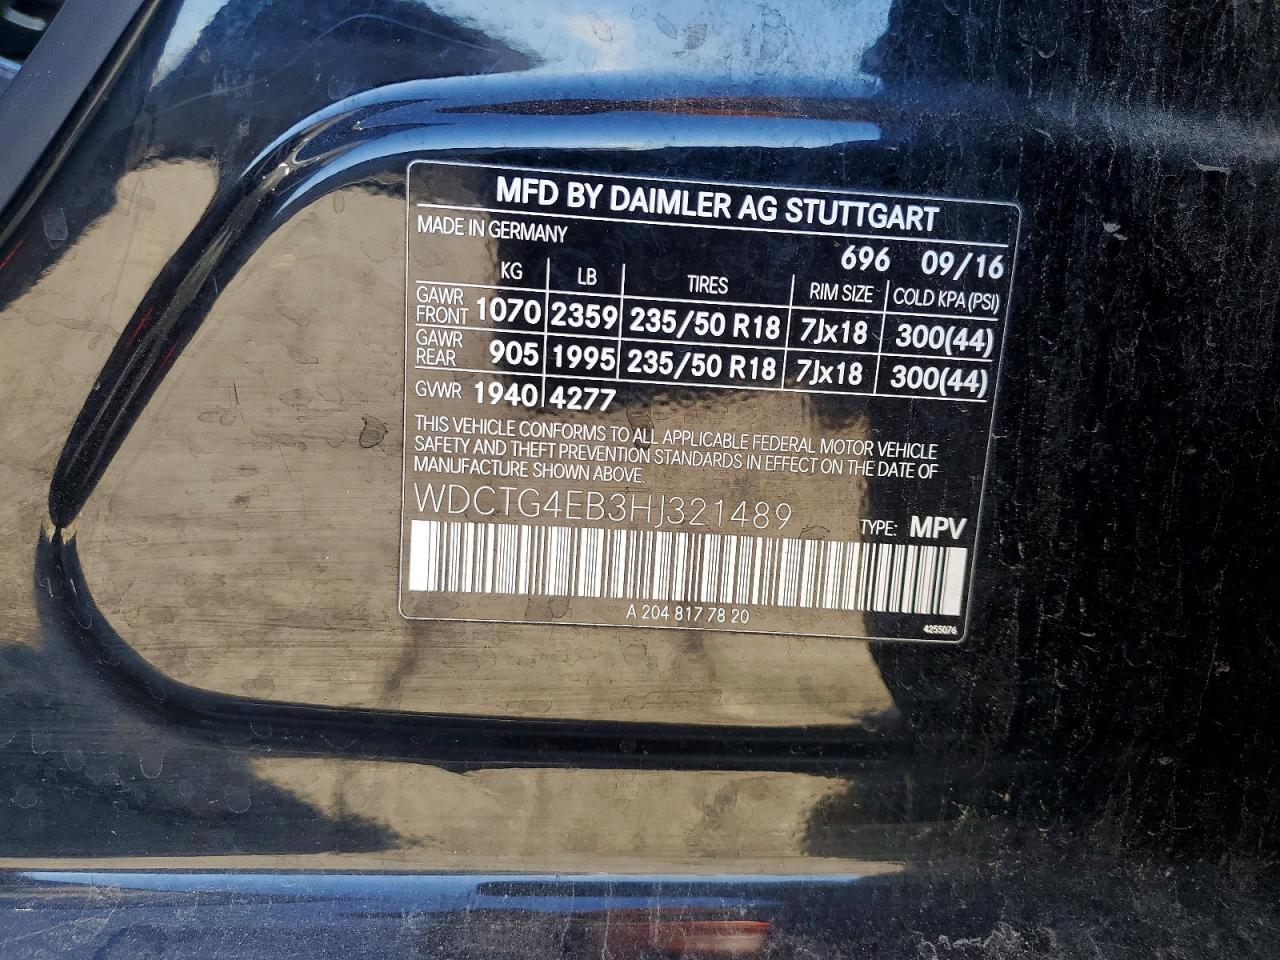 MFD BY DAIMLER AG STUTTGART
MADE IN GERMANY
696 09/16
KG LB TIRES RIM SIZE COLD KPA (PSI)
GAWR FRONT 1070 2359 235/50 R18 7Jx18 300(44)
GAWR REAR 905 1995 235/50 R18 7Jx18 300(44)
GVWR 1940 4277
THIS VEHICLE CONFORMS TO ALL APPLICABLE FEDERAL MOTOR VEHICLE
SAFETY AND THEFT PREVENTION STANDARDS IN EFFECT ON THE DATE OF
MANUFACTURE SHOWN ABOVE.
WDCTG4EB3HJ321489 TYPE: MPV
A 204 817 78 20
4255076